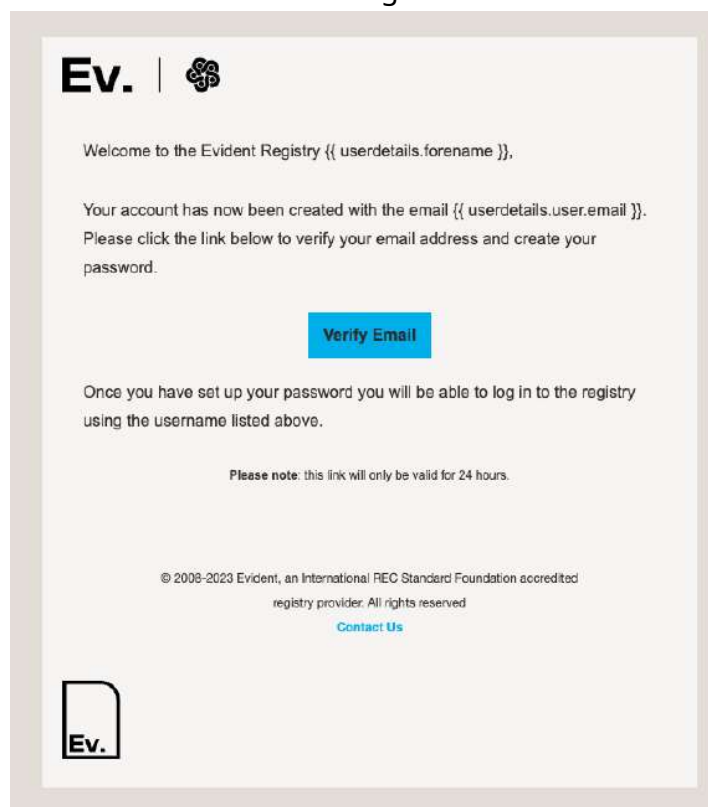 Ev.
Welcome to the Evident Registry {{ userdetails.forename }},
Your account has now been created with the email {{ userdetails.user.email }}.
Please click the link below to verify your email address and create your
password.
Verify Email
Once you have set up your password you will be able to log in to the registry
using the username listed above.
Please note: this link will only be valid for 24 hours.
© 2008-2023 Evident, an International REC Standard Foundation accredited
registry provider. All rights reserved
Contact Us
Ev.